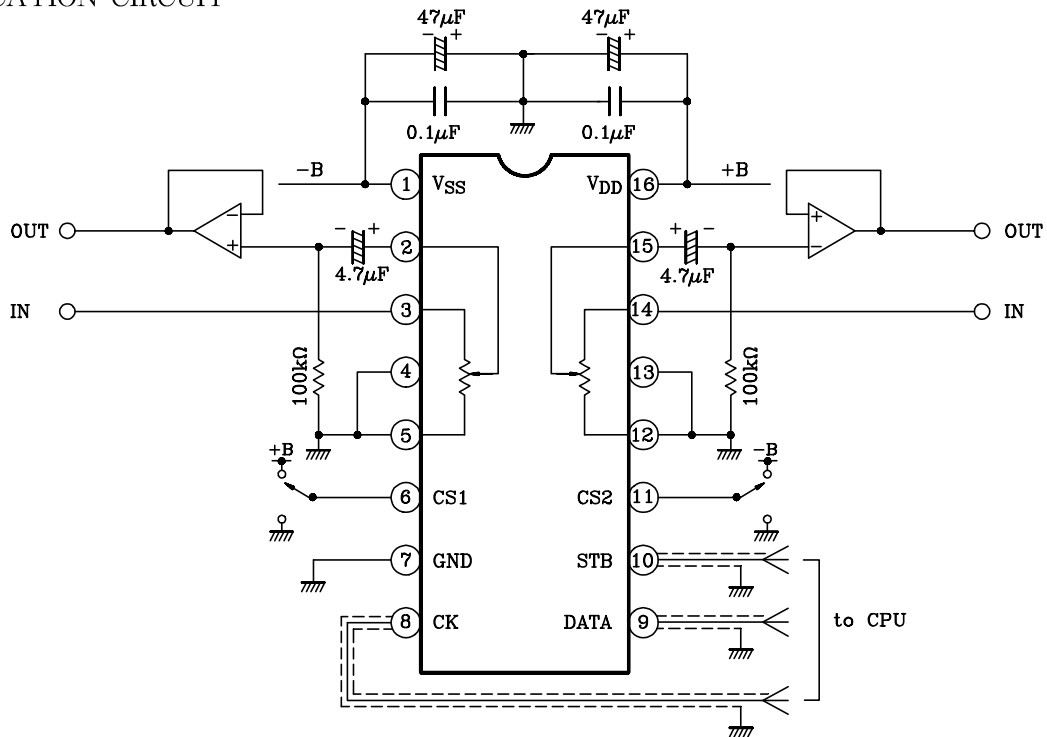 CATION CIRCUIT
47μF 47μF
- + - +
0.1μF 0.1μF
-B 1 VSS VDD 16 +B
OUT - + 2 - + 4.7μF 15 + - 4.7μF + - OUT
IN 3 14 IN
100kΩ 4 13 100kΩ
5 12
+B -B
6 CS1 CS2 11
7 GND STB 10
8 CK DATA 9 to CPU